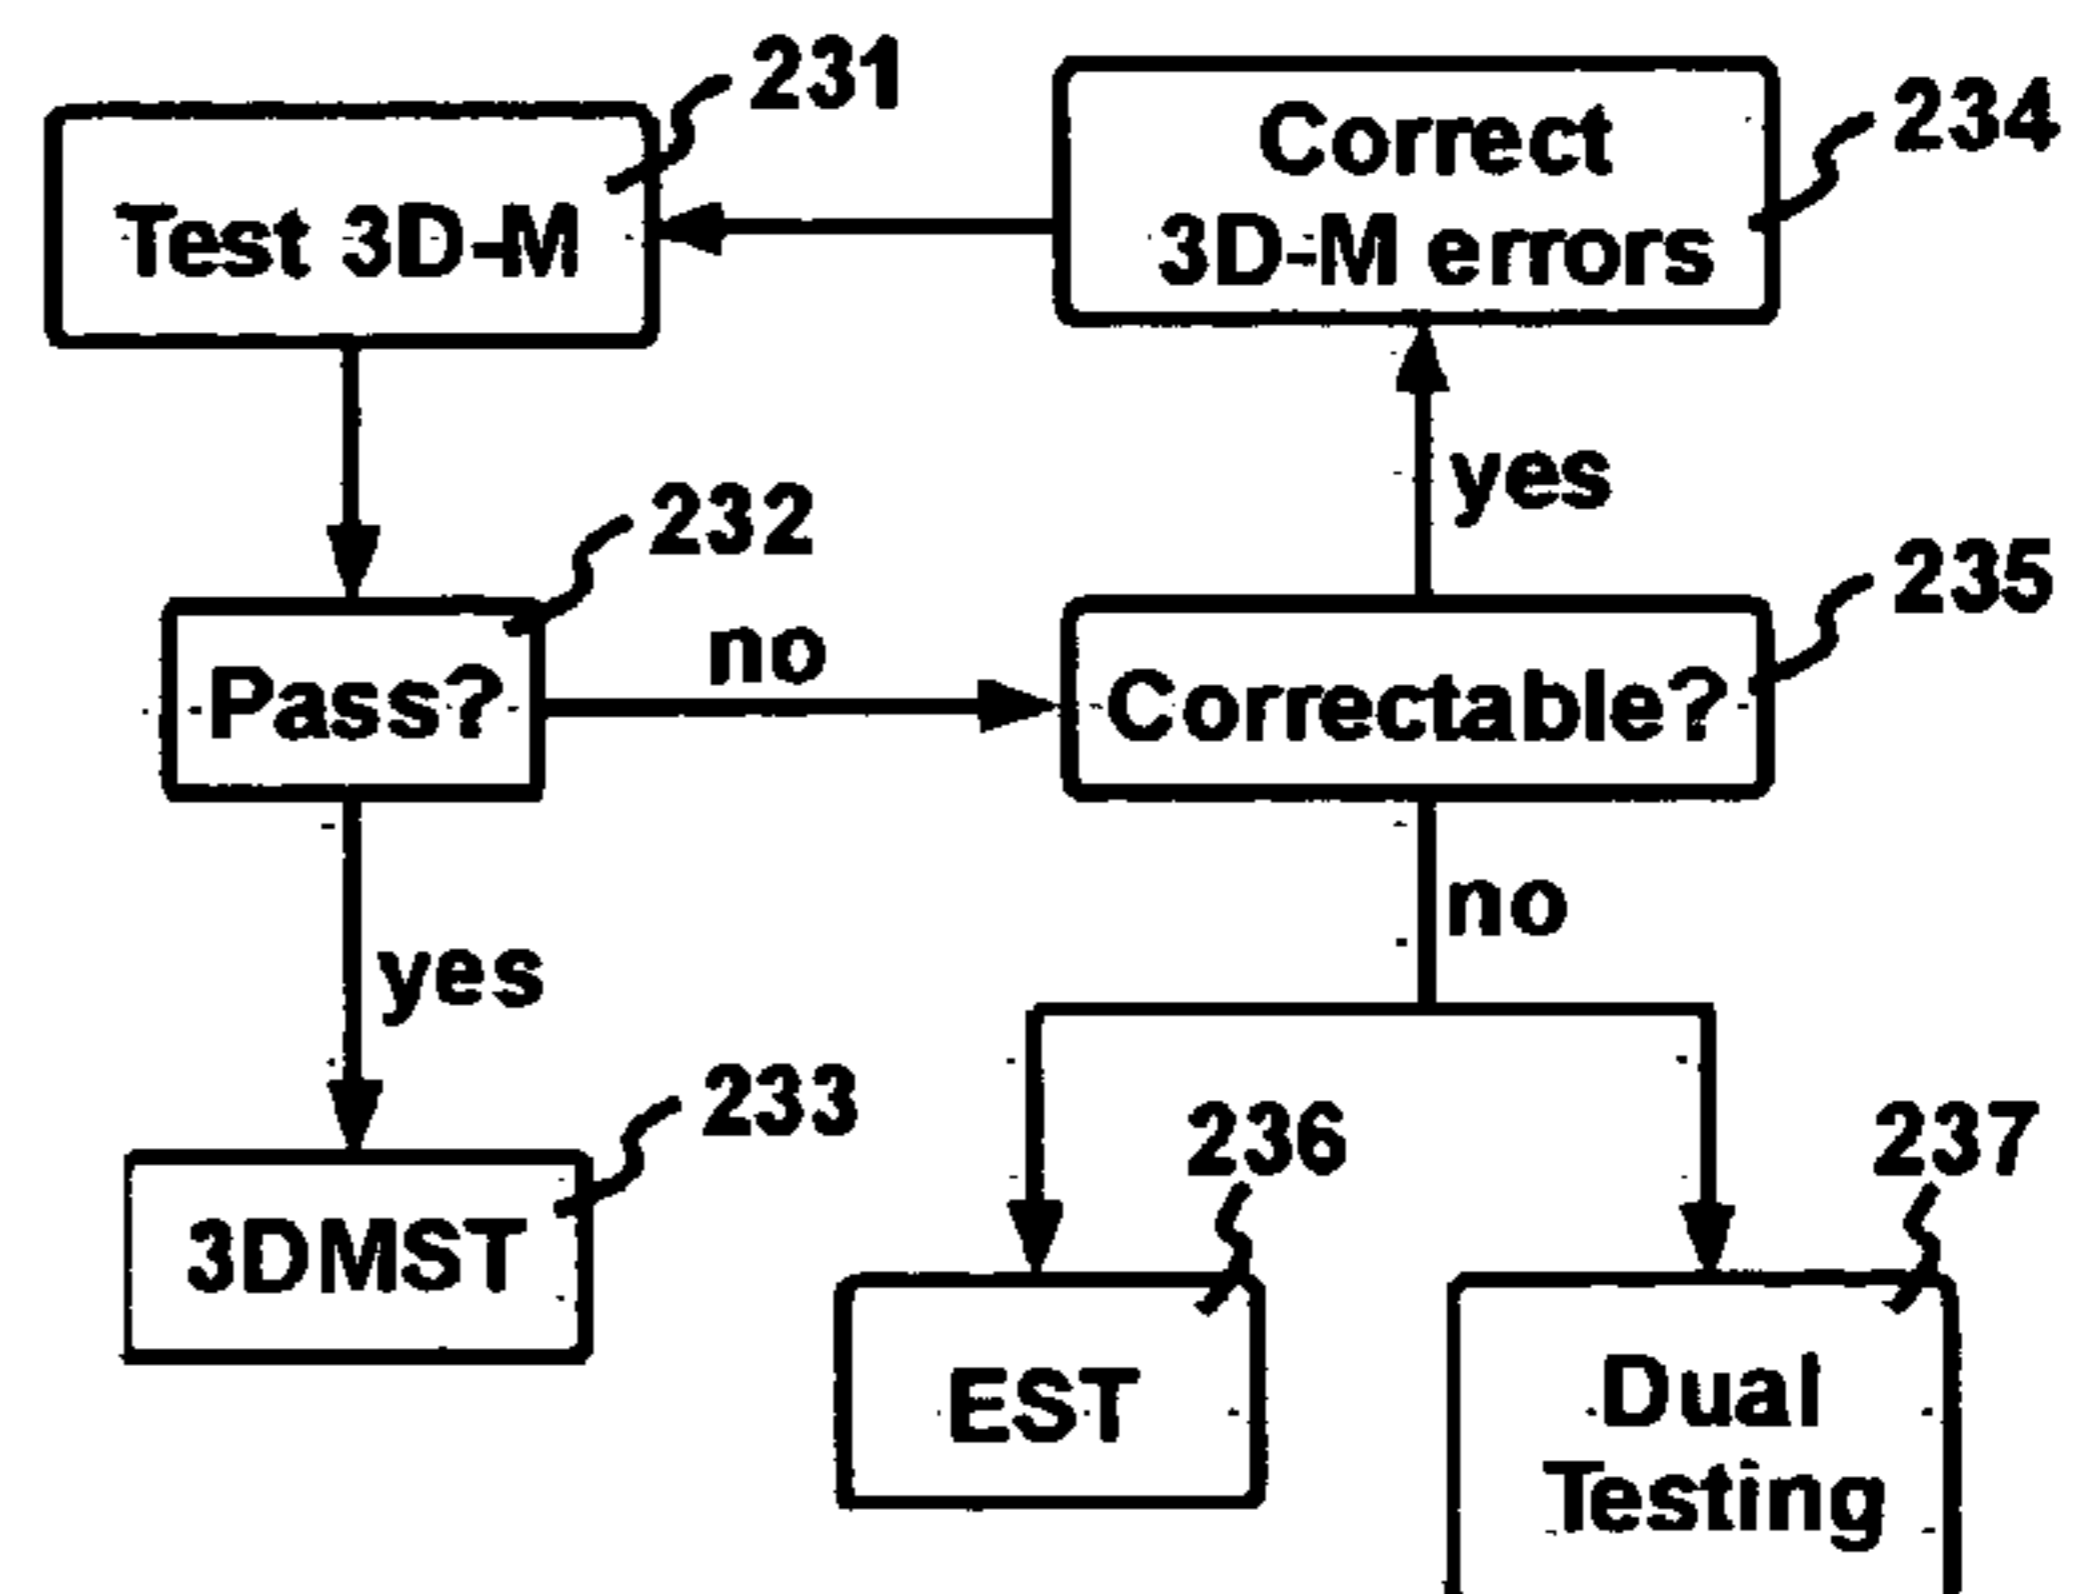 231
Test 3D-M
Correct
3D-M errors
234
yes
232
Pass?
no
235
Correctable?
yes
no
233
3DMST
236
EST
237
Dual
Testing